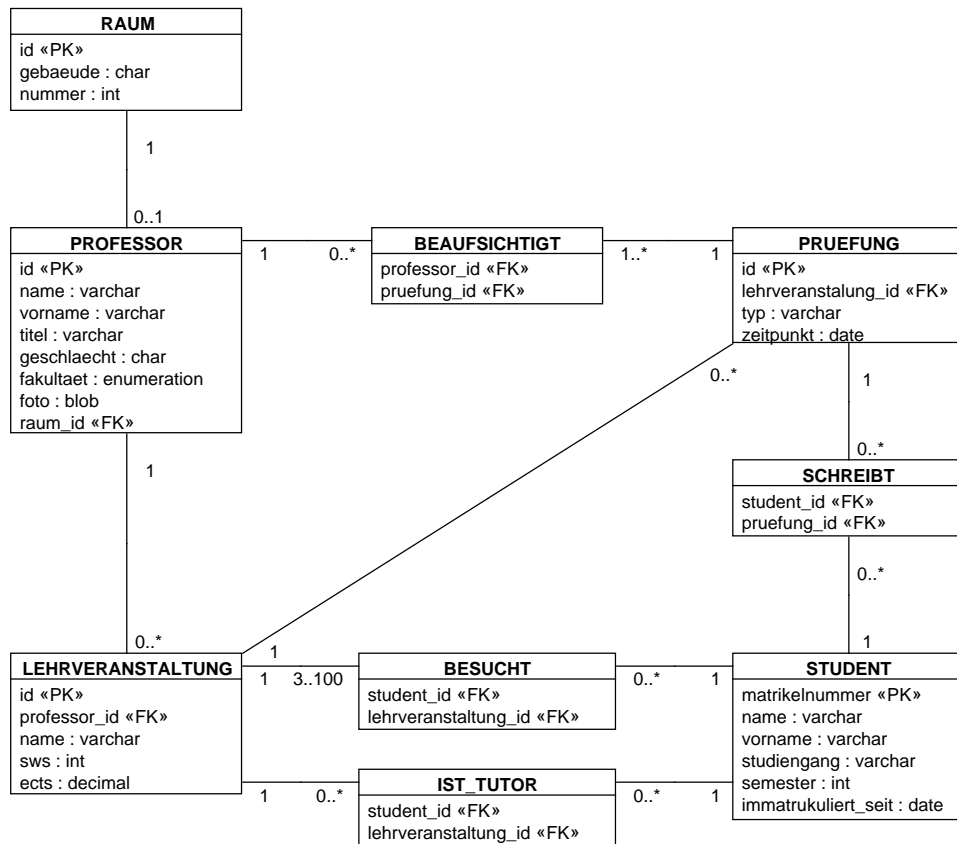 RAUM
id «PK»
gebaeude : char
nummer : int
1
0..1
PROFESSOR
id «PK»
name : varchar
vorname : varchar
titel : varchar
geschlaecht : char
fakultaet : enumeration
foto : blob
raum_id «FK»
1
0..*
BEAUFSICHTIGT
professor_id «FK»
pruefung_id «FK»
1..*
1
PRUEFUNG
id «PK»
lehrveranstalung_id «FK»
typ : varchar
zeitpunkt : date
0..*
1
1
0..*
SCHREIBT
student_id «FK»
pruefung_id «FK»
0..*
1
0..*
1
LEHRVERANSTALTUNG
id «PK»
professor_id «FK»
name : varchar
sws : int
ects : decimal
1
3..100
BESUCHT
student_id «FK»
lehrveranstaltung_id «FK»
0..*
1
STUDENT
matrikelnummer «PK»
name : varchar
vorname : varchar
studiengang : varchar
semester : int
immatrukuliert_seit : date
1
0..*
IST_TUTOR
student_id «FK»
lehrveranstaltung_id «FK»
0..*
1